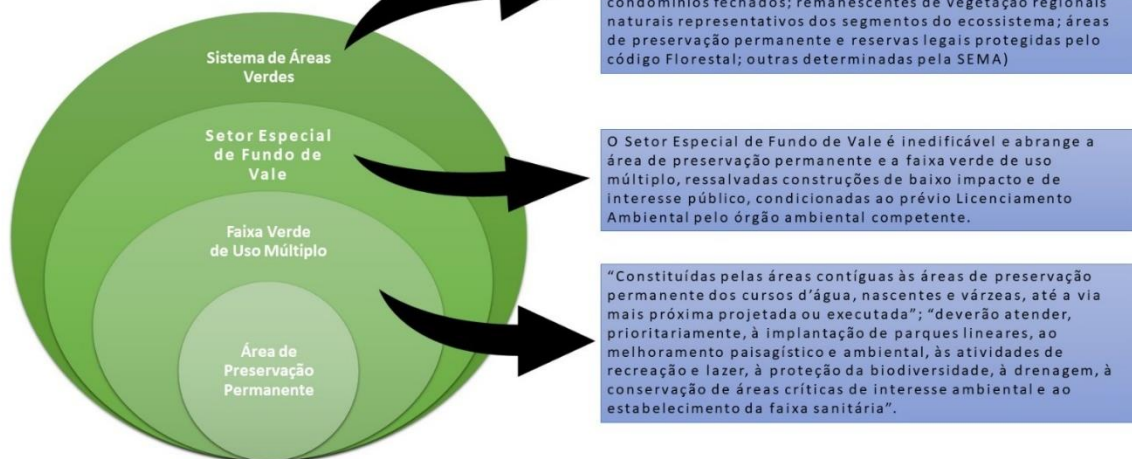 condomínios fechados; remanescentes de vegetação regionais
naturais representativos dos segmentos do ecossistema; áreas
de preservação permanente e reservas legais protegidas pelo
código Florestal; outras determinadas pela SEMA)
Sistema de Áreas
Verdes
Setor Especial
de Fundo de
Vale
O Setor Especial de Fundo de Vale é inedificável e abrange a
área de preservação permanente e a faixa verde de uso
múltiplo, ressalvadas construções de baixo impacto e de
interesse público, condicionadas ao prévio Licenciamento
Ambiental pelo órgão ambiental competente.
Faixa Verde
de Uso Múltiplo
“Constituídas pelas áreas contíguas às áreas de preservação
permanente dos cursos d’água, nascentes e várzeas, até a via
mais próxima projetada ou executada”; “deverão atender,
prioritariamente, à implantação de parques lineares, ao
melhoramento paisagístico e ambiental, às atividades de
recreação e lazer, à proteção da biodiversidade, à drenagem, à
conservação de áreas críticas de interesse ambiental e ao
estabelecimento da faixa sanitária”.
Área de
Preservação
Permanente